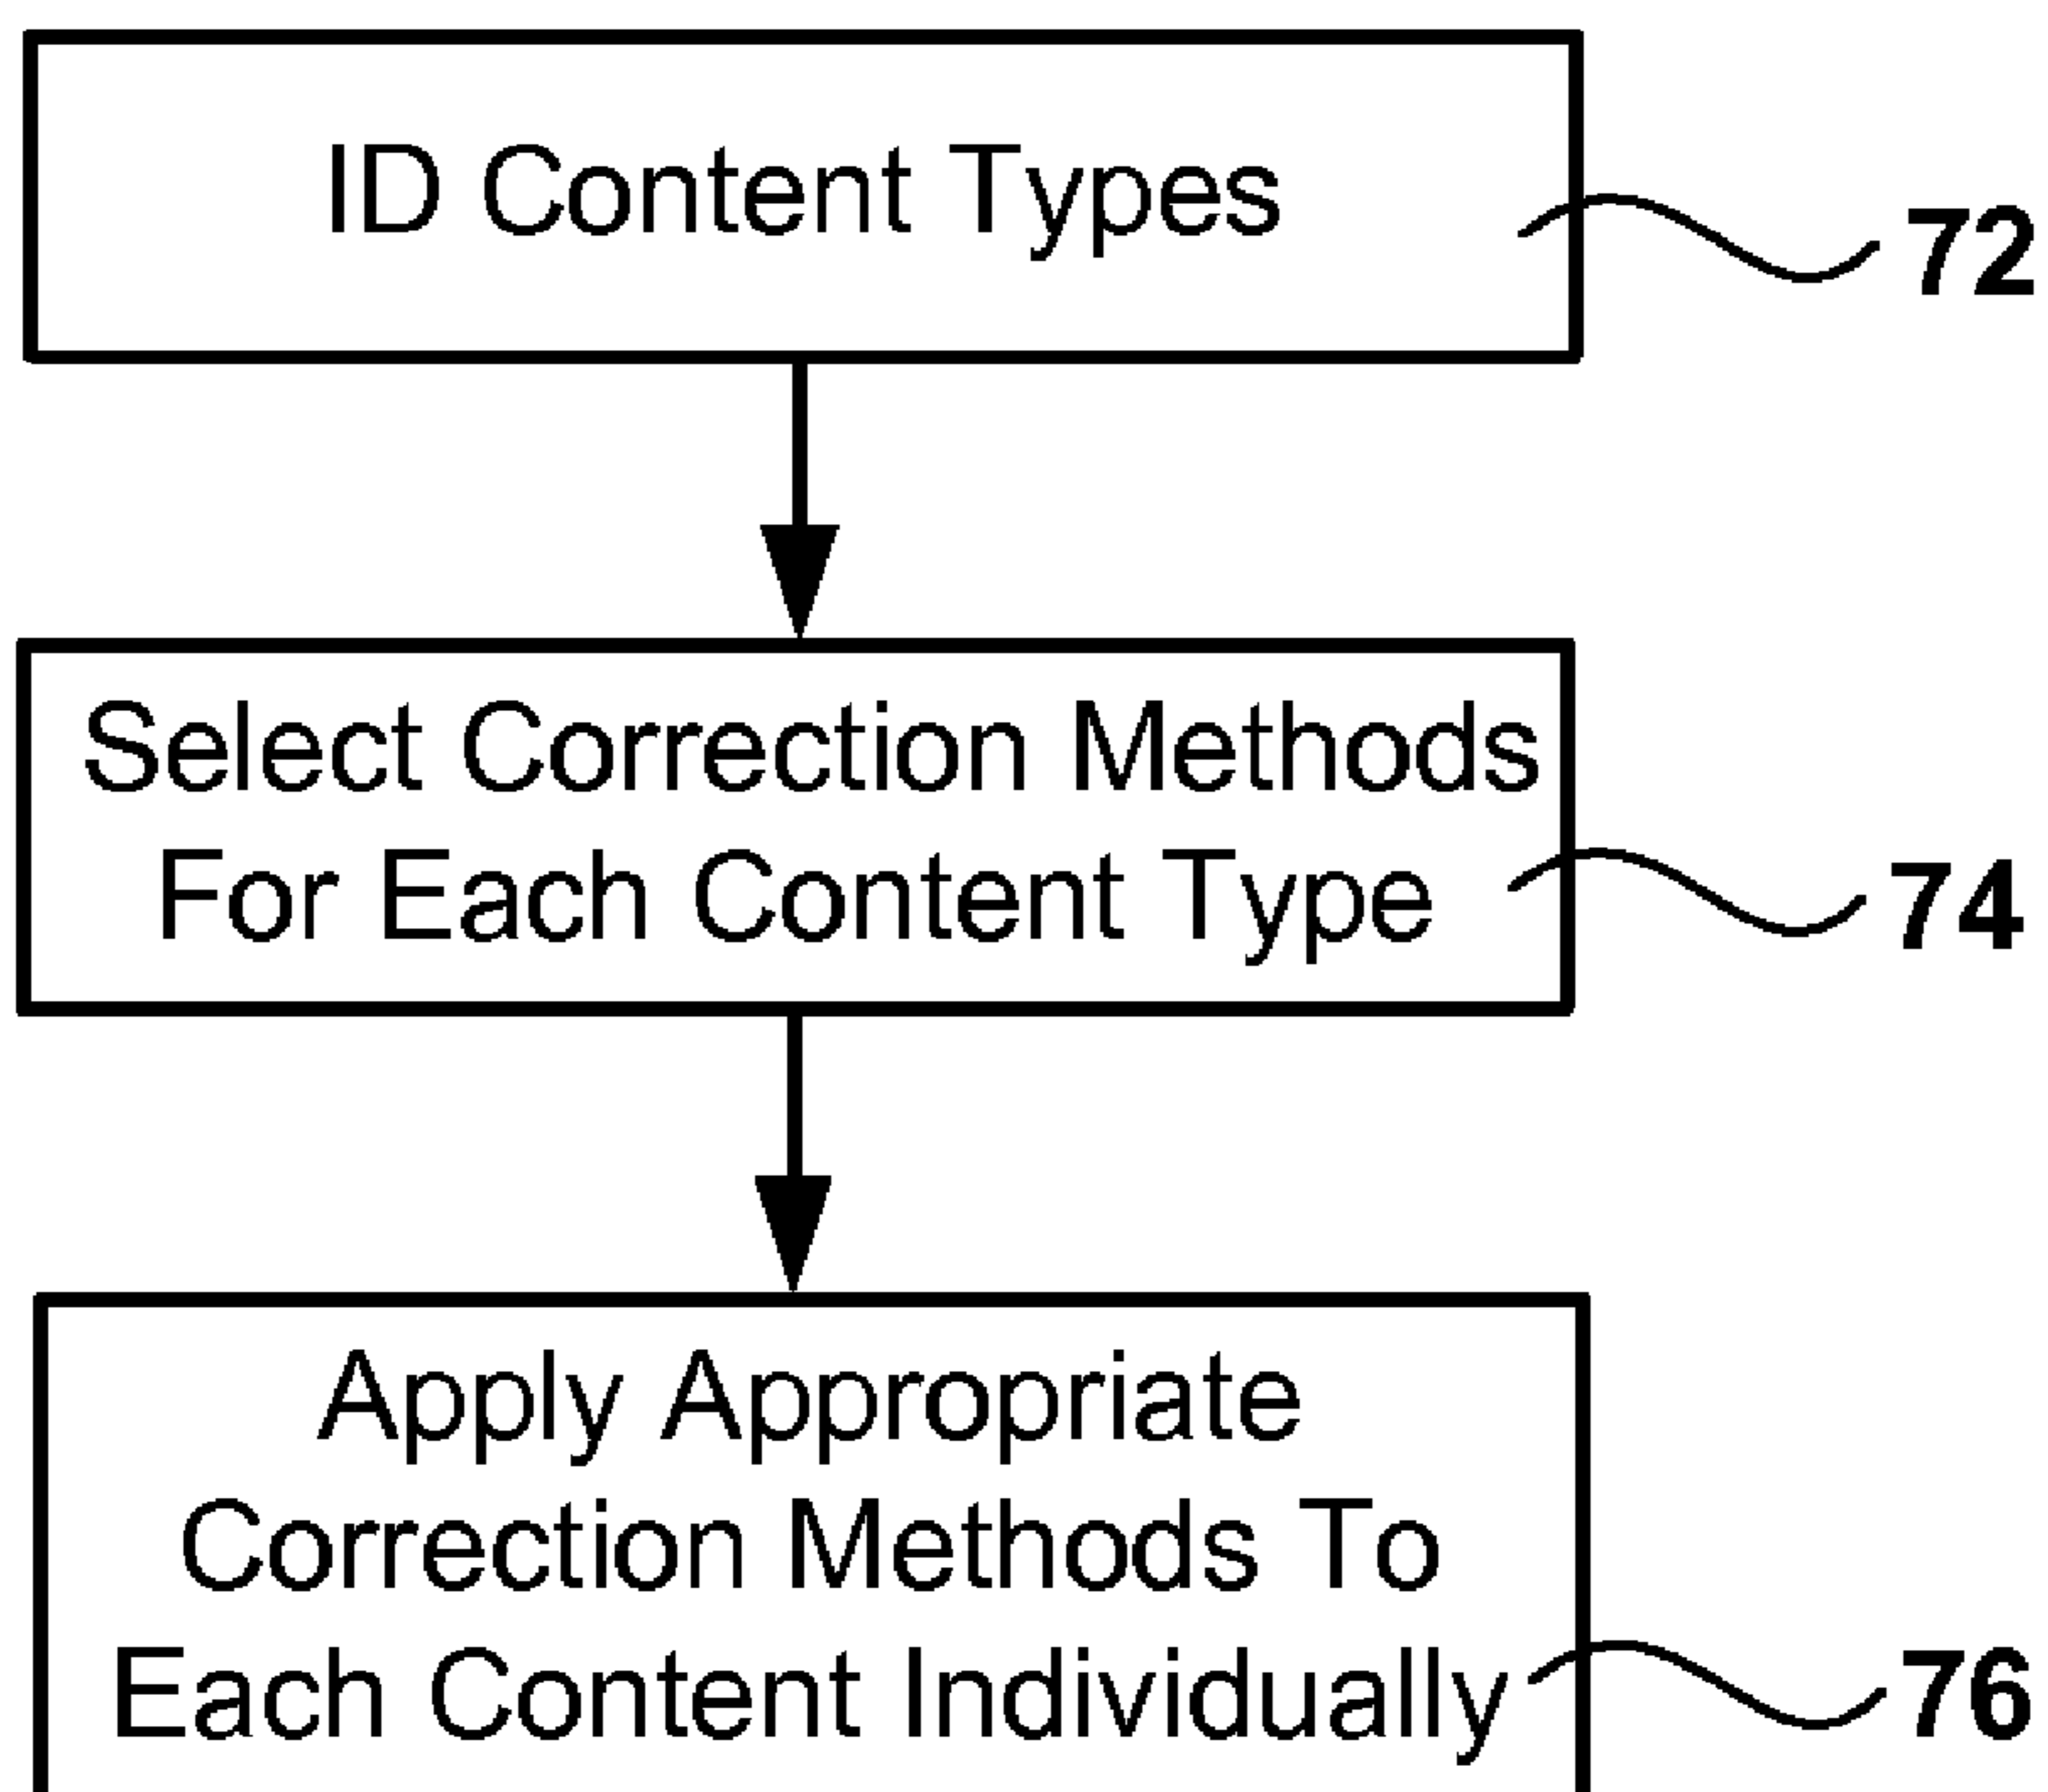 ID Content Types
72
Select Correction Methods
For Each Content Type
74
Apply Appropriate
Correction Methods To
Each Content Individually
76